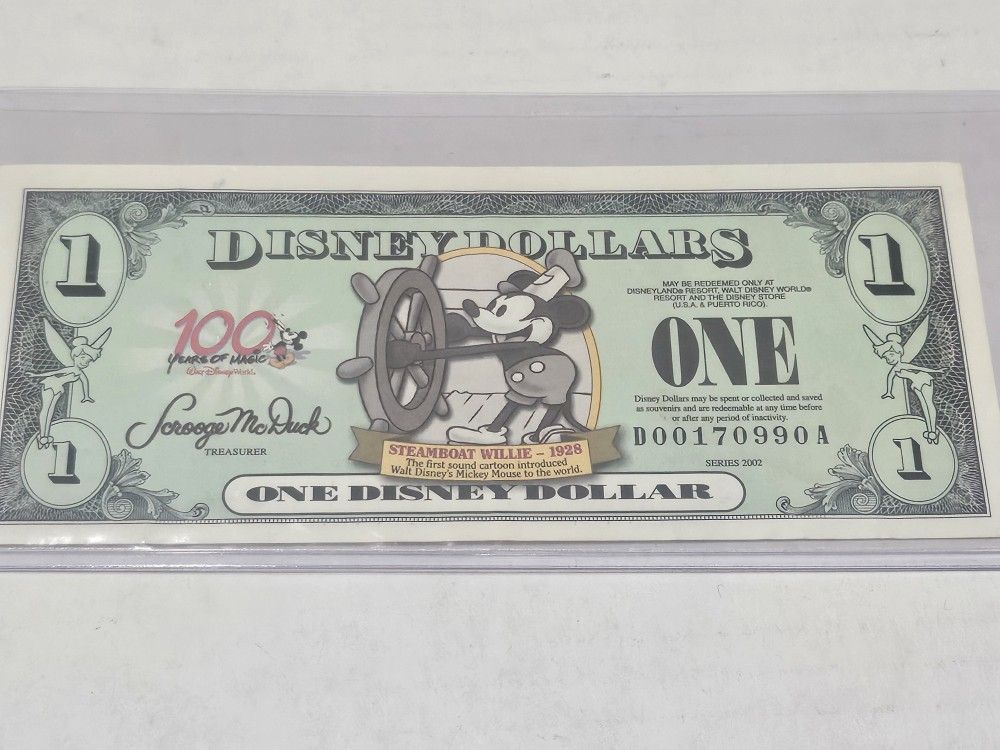 1
DISNEY DOLLARS
1
MAY BE REDEEMED ONLY AT
DISNEYLAND® RESORT, WALT DISNEY WORLD®
RESORT AND THE DISNEY STORE
(U.S.A. & PUERTO RICO).
100
YEARS OF MAGIC
Walt Disney World
ONE
Disney Dollars may be spent or collected and saved
as souvenirs and are redeemable at any time before
or after any period of inactivity.
Scrooge McDuck
TREASURER
D00170990A
SERIES 2002
STEAMBOAT WILLIE – 1928
The first sound cartoon introduced
Walt Disney's Mickey Mouse to the world.
1
ONE DISNEY DOLLAR
1